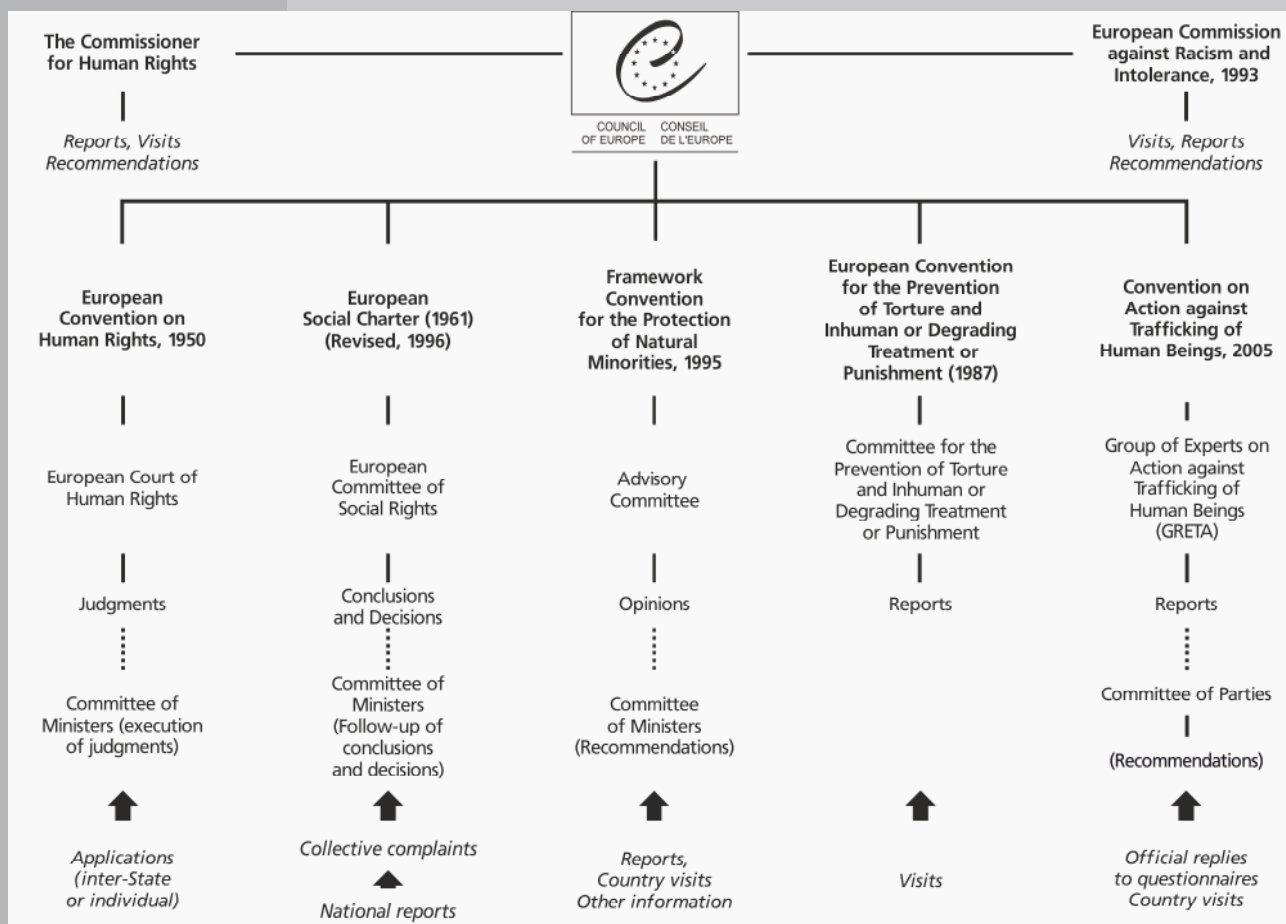 The Commissioner
for Human Rights
Reports, Visits
Recommendations
COUNCIL CONSEIL
OF EUROPE DE L'EUROPE
European Commission
against Racism and
Intolerance, 1993
Visits, Reports
Recommendations
European
Convention on
Human Rights, 1950
European Court of
Human Rights
Judgments
Committee of
Ministers (execution
of judgments)
Applications
(inter-State
or individual)
European
Social Charter (1961)
(Revised, 1996)
European
Committee of
Social Rights
Conclusions
and Decisions
Committee of
Ministers
(Follow-up of
conclusions
and decisions)
Collective complaints
National reports
Framework
Convention
for the Protection
of Natural
Minorities, 1995
Advisory
Committee
Opinions
Committee
of Ministers
(Recommendations)
Reports,
Country visits
Other information
European Convention
for the Prevention
of Torture and
Inhuman or Degrading
Treatment or
Punishment (1987)
Committee for the
Prevention of Torture
and Inhuman or
Degrading Treatment
or Punishment
Reports
Visits
Convention on
Action against
Trafficking of
Human Beings, 2005
Group of Experts on
Action against
Trafficking of
Human Beings
(GRETA)
Reports
Committee of Parties
(Recommendations)
Official replies
to questionnaires
Country visits